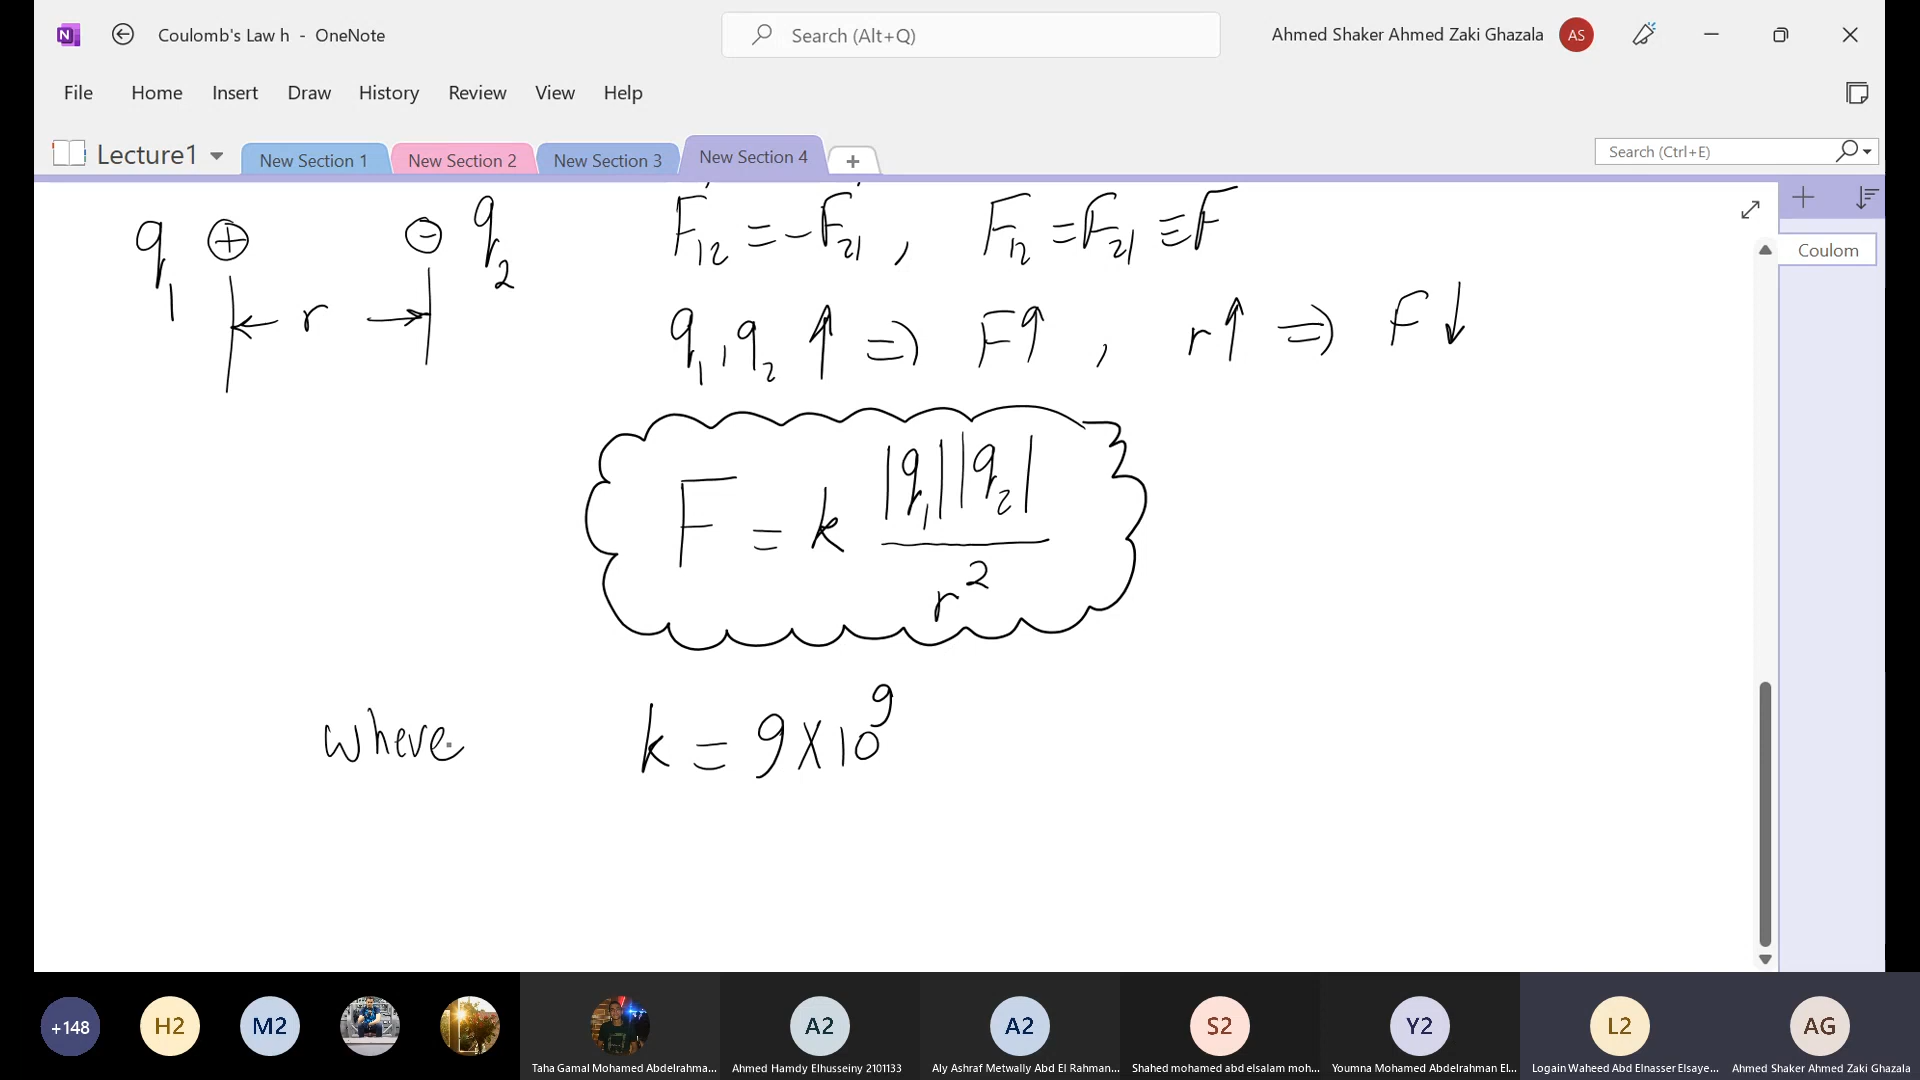 Coulomb's Law h - OneNote
Search (Alt+Q)
Ahmed Shaker Ahmed Zaki Ghazala
AS
File Home Insert Draw History Review View Help
Lecture1
New Section 1
New Section 2
New Section 3
New Section 4
Search (Ctrl+E)
Coulom
q1 + - q2
F12 = -F21 , F12 = F21 ≡ F
r
q1, q2 ↑ ⇒ F↑ , r↑ ⇒ F↓
F = k |q1||q2| / r²
where k = 9 X 10⁹
+148
H2
M2
A2
A2
S2
Y2
L2
AG
Taha Gamal Mohamed Abdelrahma...
Ahmed Hamdy Elhusseiny 2101133
Aly Ashraf Metwally Abd El Rahman...
Shahed mohamed abd elsalam moh...
Youmna Mohamed Abdelrahman El...
Logain Waheed Abd Elnasser Elsaye...
Ahmed Shaker Ahmed Zaki Ghazala